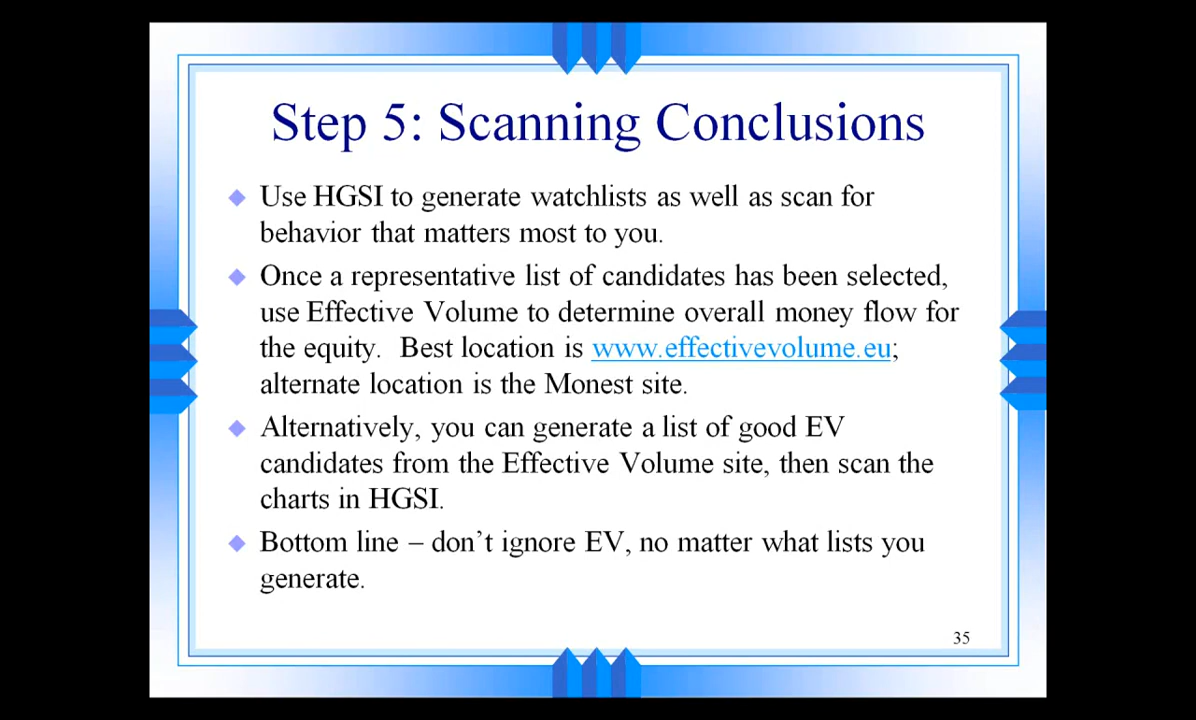 Step 5: Scanning Conclusions
Use HGSI to generate watchlists as well as scan for
behavior that matters most to you.
Once a representative list of candidates has been selected,
use Effective Volume to determine overall money flow for
the equity.  Best location is www.effectivevolume.eu;
alternate location is the Monest site.
Alternatively, you can generate a list of good EV
candidates from the Effective Volume site, then scan the
charts in HGSI.
Bottom line – don’t ignore EV, no matter what lists you
generate.
35